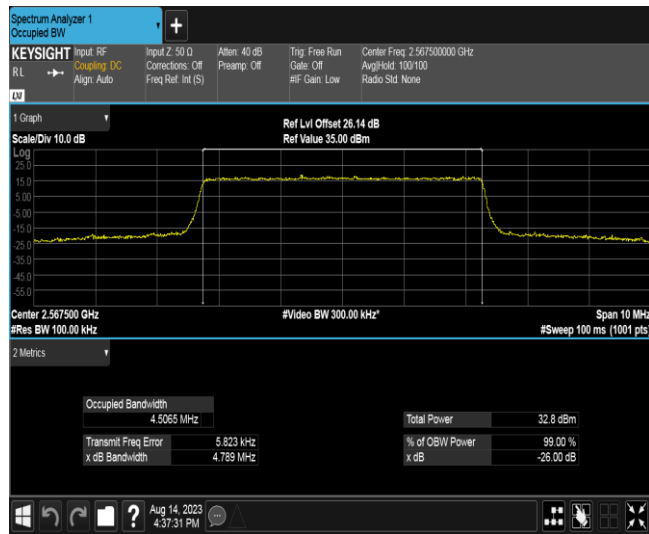 Spectrum Analyzer 1
Occupied BW
+
KEYSIGHT
R L
LXI
Input: RF
Coupling: DC
Align: Auto
Input Z: 50 Ω
Corrections: Off
Freq Ref: Int (S)
Atten: 40 dB
Preamp: Off
Trig: Free Run
Gate: Off
#IF Gain: Low
Center Freq: 2.567500000 GHz
Avg|Hold: 100/100
Radio Std: None
1 Graph
Scale/Div 10.0 dB
Ref Lvl Offset 26.14 dB
Ref Value 35.00 dBm
Log
25.0
15.0
5.00
-5.00
-15.0
-25.0
-35.0
-45.0
-55.0
Center 2.567500 GHz
#Res BW 100.00 kHz
#Video BW 300.00 kHz*
Span 10 MHz
#Sweep 100 ms (1001 pts)
2 Metrics
Occupied Bandwidth
4.5065 MHz
Transmit Freq Error 5.823 kHz
x dB Bandwidth 4.789 MHz
Total Power 32.8 dBm
% of OBW Power 99.00 %
x dB -26.00 dB
?
Aug 14, 2023
4:37:31 PM